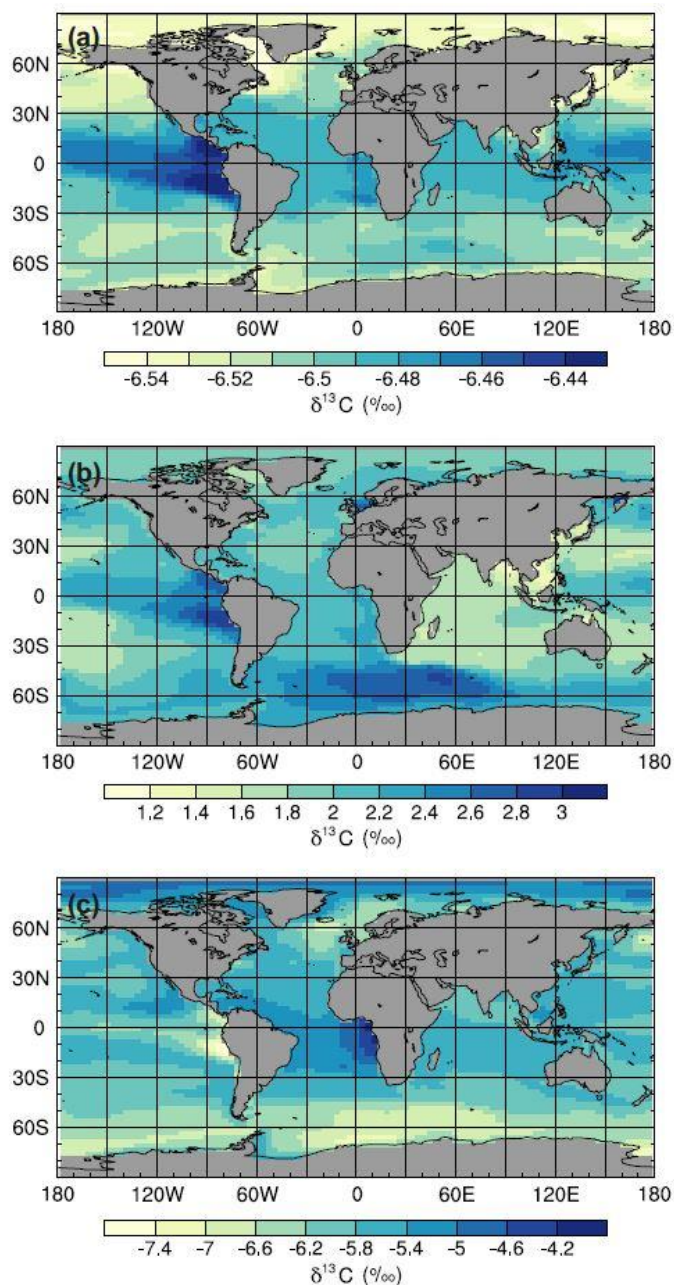 (a)
60N
30N
0
30S
60S
180 120W 60W 0 60E 120E 180
-6.54 -6.52 -6.5 -6.48 -6.46 -6.44
δ¹³C (‰)
(b)
60N
30N
0
30S
60S
180 120W 60W 0 60E 120E 180
1.2 1.4 1.6 1.8 2 2.2 2.4 2.6 2.8 3
δ¹³C (‰)
(c)
60N
30N
0
30S
60S
180 120W 60W 0 60E 120E 180
-7.4 -7 -6.6 -6.2 -5.8 -5.4 -5 -4.6 -4.2
δ¹³C (‰)